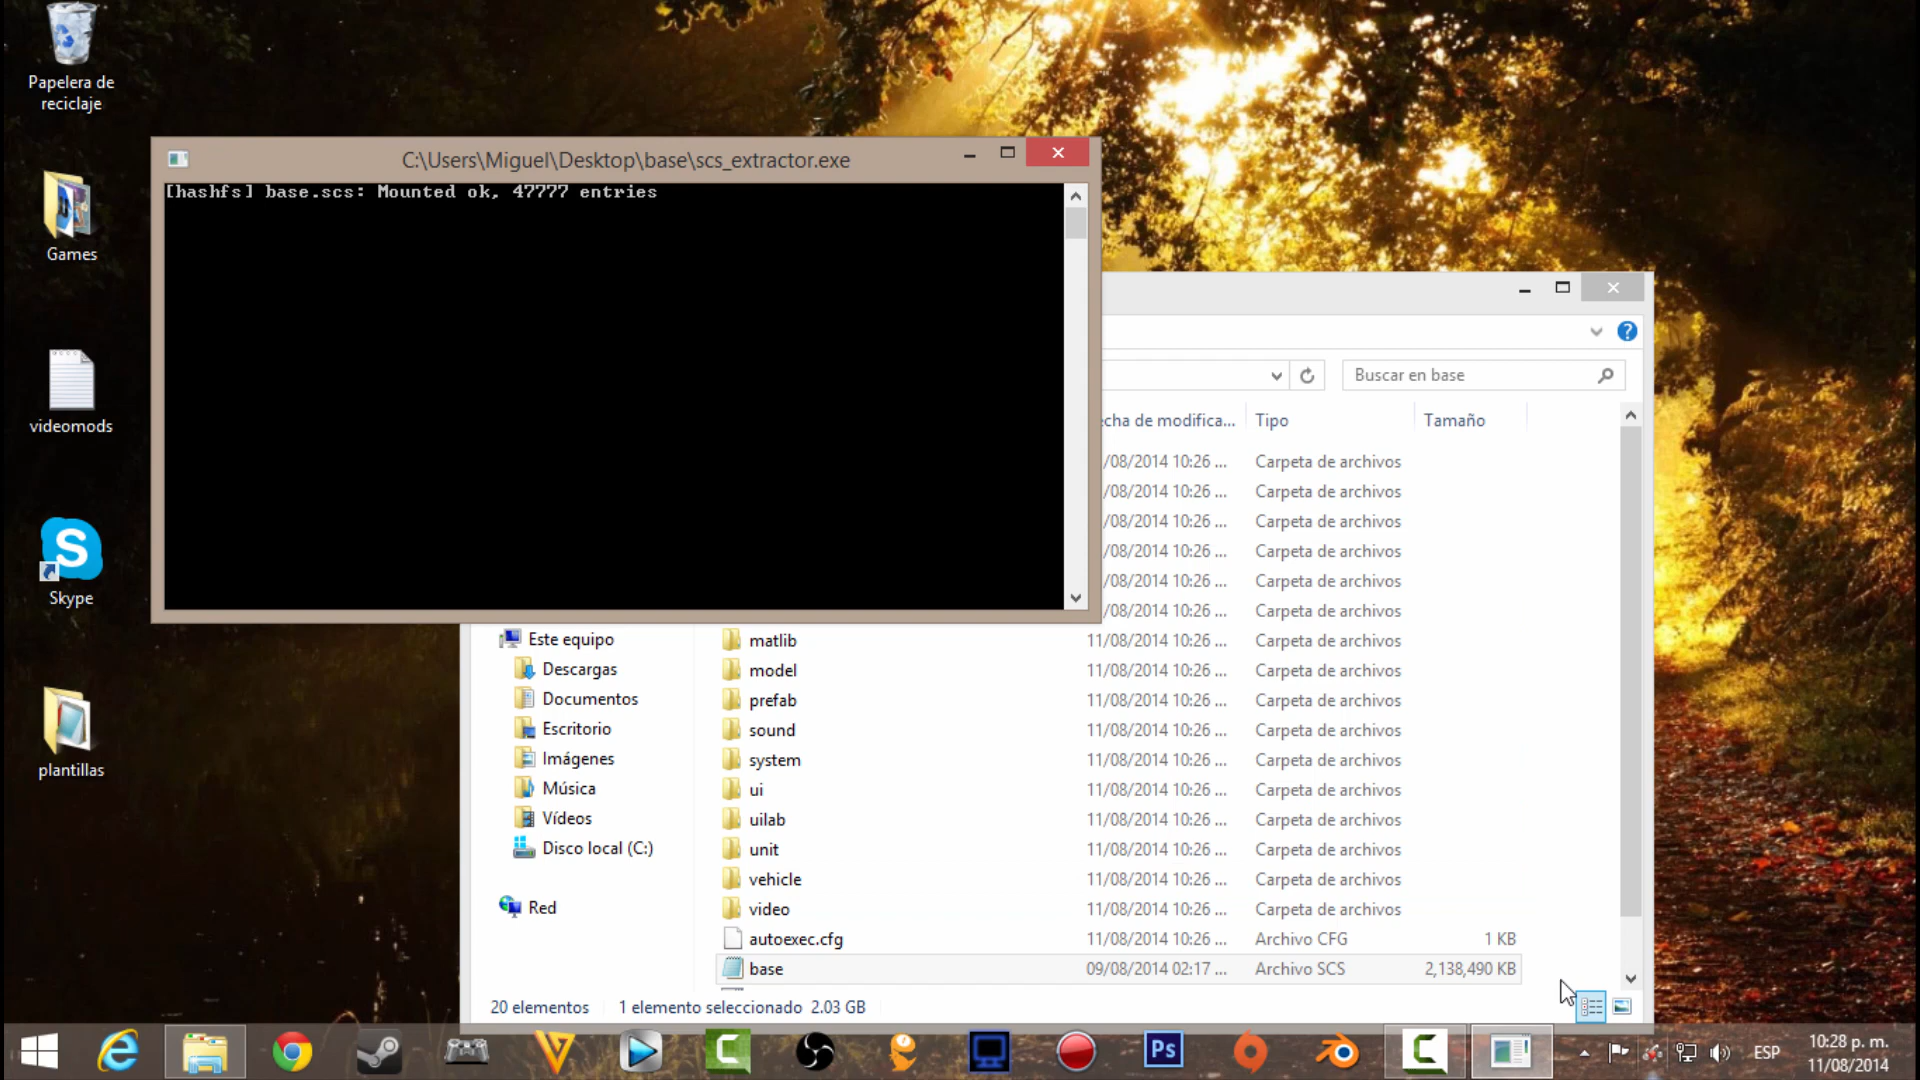 Papelera de
reciclaje
Games
videomods
Skype
plantillas
C:\Users\Miguel\Desktop\base\scs_extractor.exe
[hashfs] base.scs: Mounted ok, 47777 entries
Buscar en base
echa de modifica... Tipo Tamaño
/08/2014 10:26 ... Carpeta de archivos
/08/2014 10:26 ... Carpeta de archivos
/08/2014 10:26 ... Carpeta de archivos
/08/2014 10:26 ... Carpeta de archivos
/08/2014 10:26 ... Carpeta de archivos
/08/2014 10:26 ... Carpeta de archivos
Este equipo
Descargas
Documentos
Escritorio
Imágenes
Música
Vídeos
Disco local (C:)
Red
matlib 11/08/2014 10:26 ... Carpeta de archivos
model 11/08/2014 10:26 ... Carpeta de archivos
prefab 11/08/2014 10:26 ... Carpeta de archivos
sound 11/08/2014 10:26 ... Carpeta de archivos
system 11/08/2014 10:26 ... Carpeta de archivos
ui 11/08/2014 10:26 ... Carpeta de archivos
uilab 11/08/2014 10:26 ... Carpeta de archivos
unit 11/08/2014 10:26 ... Carpeta de archivos
vehicle 11/08/2014 10:26 ... Carpeta de archivos
video 11/08/2014 10:26 ... Carpeta de archivos
autoexec.cfg 11/08/2014 10:26 ... Archivo CFG 1 KB
base 09/08/2014 02:17 ... Archivo SCS 2,138,490 KB
20 elementos 1 elemento seleccionado 2.03 GB
Ps
ESP
10:28 p. m.
11/08/2014